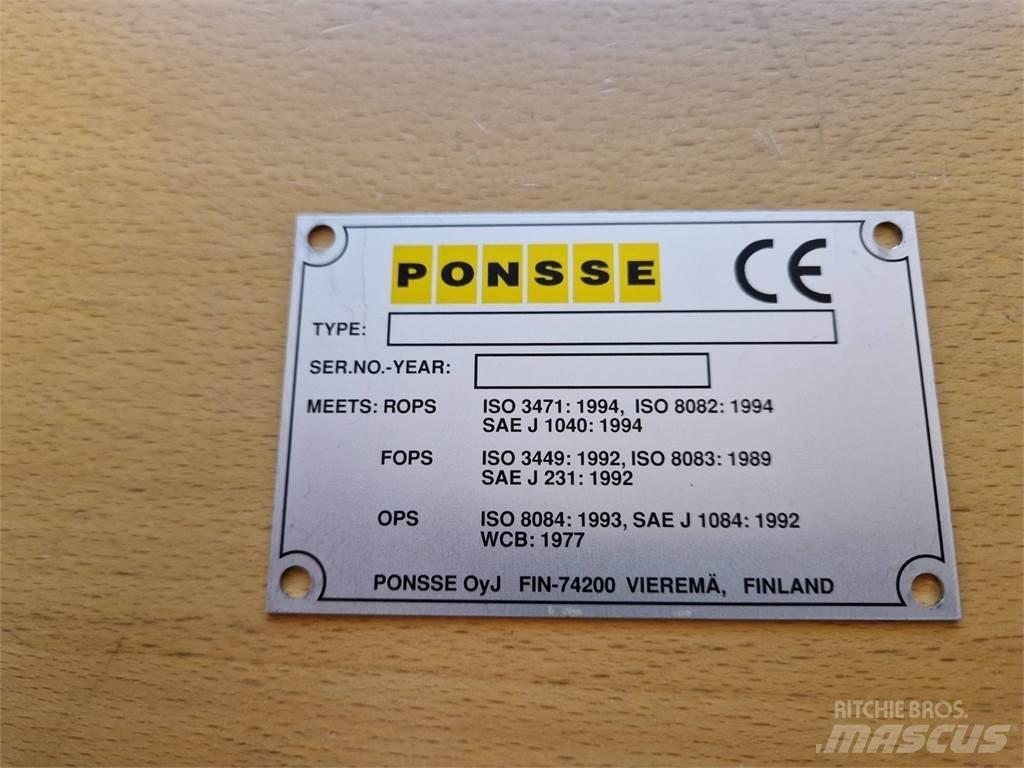 PONSSE CE
TYPE:
SER.NO.-YEAR:
MEETS: ROPS ISO 3471: 1994, ISO 8082: 1994
SAE J 1040: 1994
FOPS ISO 3449: 1992, ISO 8083: 1989
SAE J 231: 1992
OPS ISO 8084: 1993, SAE J 1084: 1992
WCB: 1977
PONSSE OyJ FIN-74200 VIEREMÄ, FINLAND
RITCHIE BROS.
MASCUS